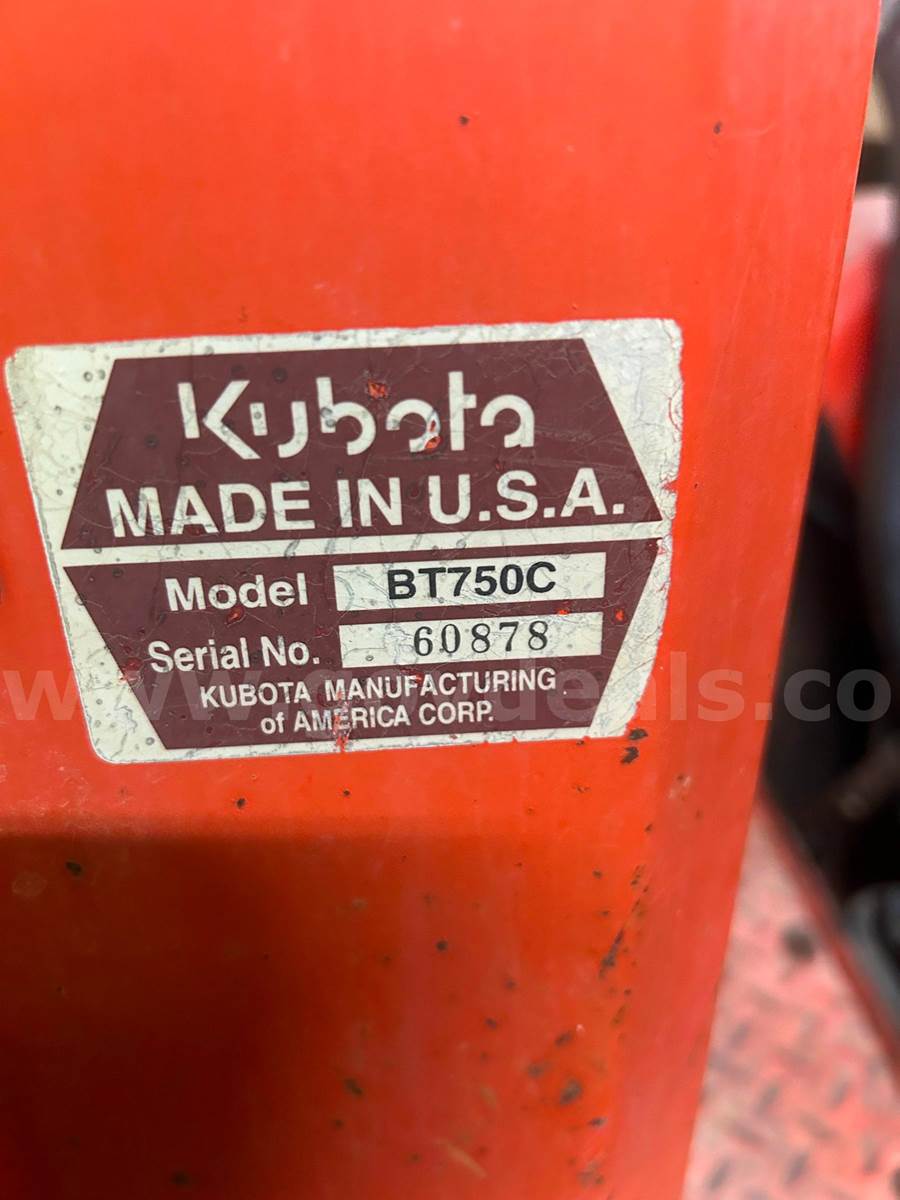 Kubota
MADE IN U.S.A.
Model BT750C
Serial No. 60878
KUBOTA MANUFACTURING
of AMERICA CORP.